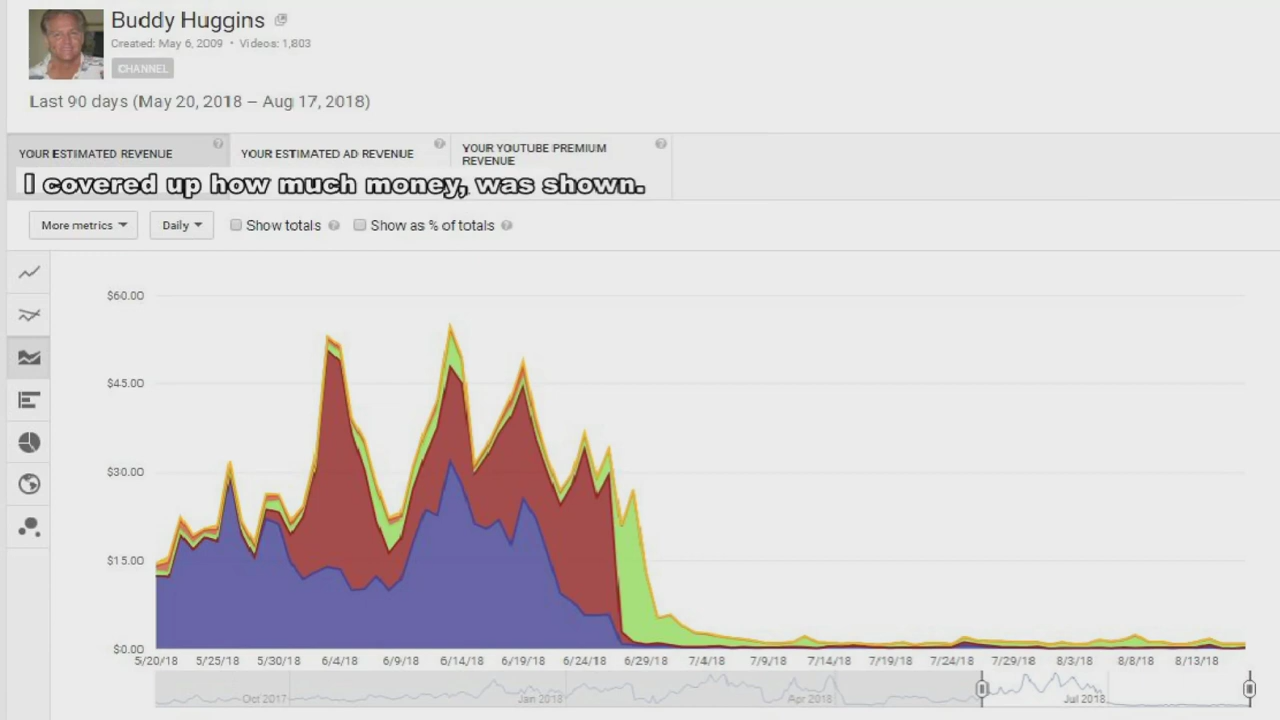 Buddy Huggins
Created: May 6, 2009 • Videos: 1,803
CHANNEL
Last 90 days (May 20, 2018 – Aug 17, 2018)
YOUR ESTIMATED REVENUE
YOUR ESTIMATED AD REVENUE
YOUR YOUTUBE PREMIUM
REVENUE
I covered up how much money, was shown.
More metrics Daily Show totals ? Show as % of totals ?
$60.00
$45.00
$30.00
$15.00
$0.00
5/20/18 5/25/18 5/30/18 6/4/18 6/9/18 6/14/18 6/19/18 6/24/18 6/29/18 7/4/18 7/9/18 7/14/18 7/19/18 7/24/18 7/29/18 8/3/18 8/8/18 8/13/18
Oct 2017 Jan 2018 Apr 2018 Jul 2018